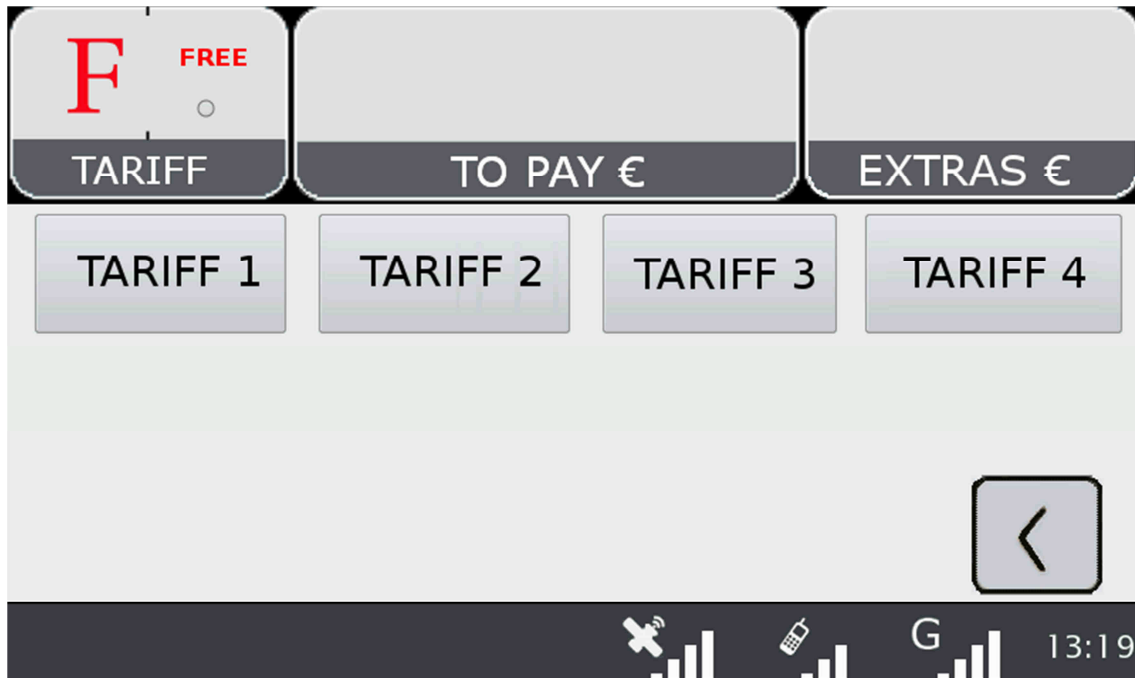 F FREE
TARIFF
TO PAY €
EXTRAS €
TARIFF 1
TARIFF 2
TARIFF 3
TARIFF 4
G
13:19